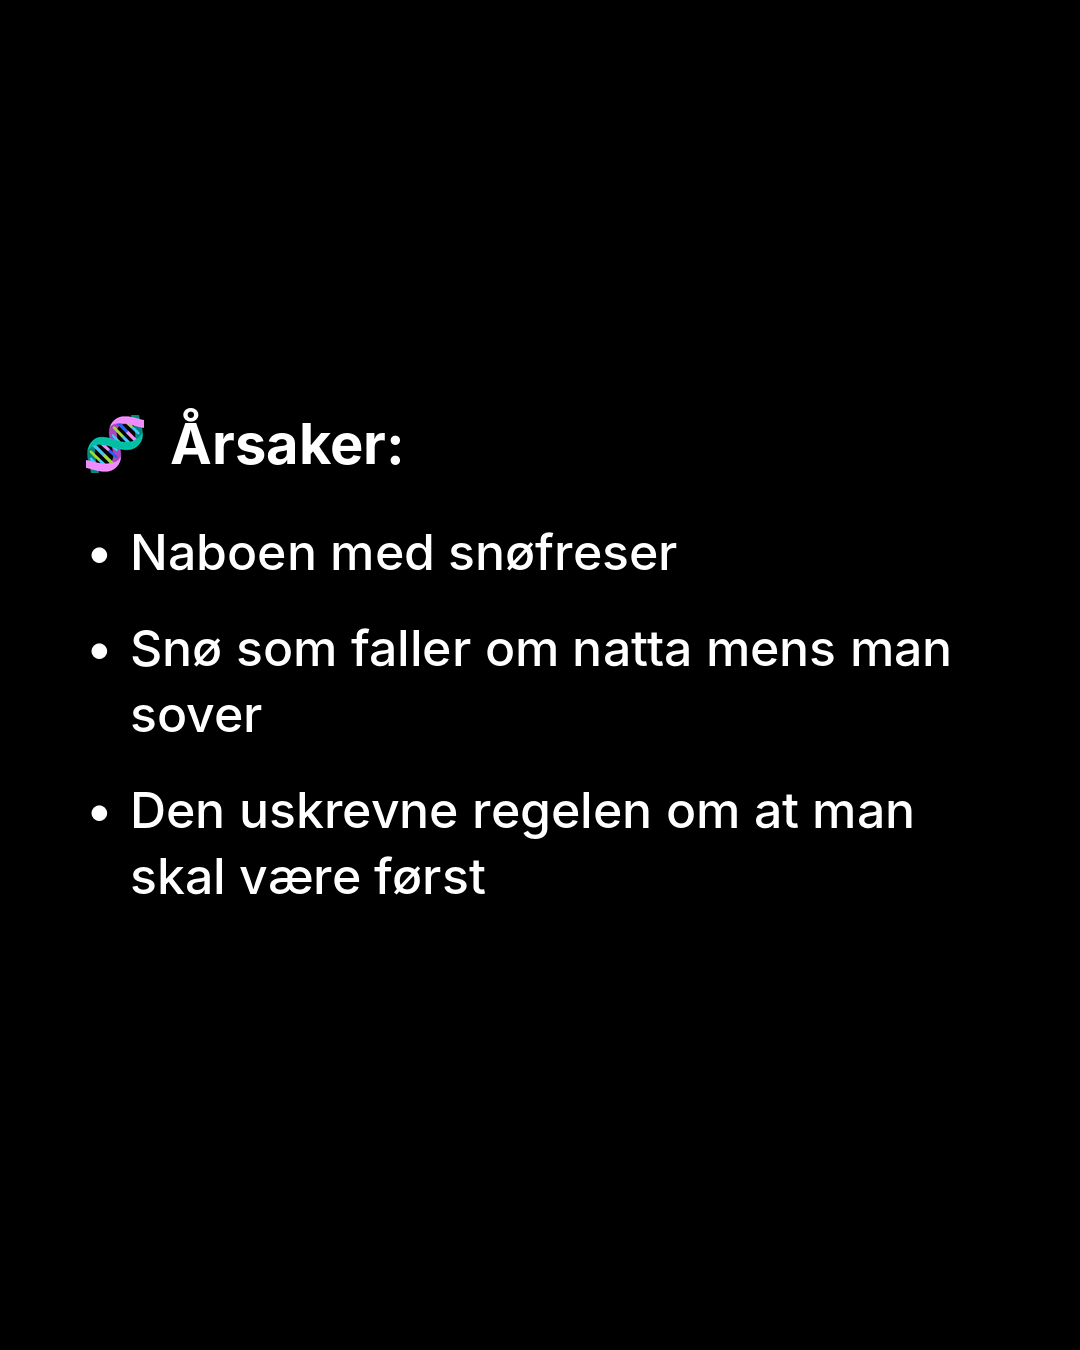 🧬 Årsaker:
• Naboen med snøfreser
• Snø som faller om natta mens man
sover
• Den uskrevne regelen om at man
skal være først